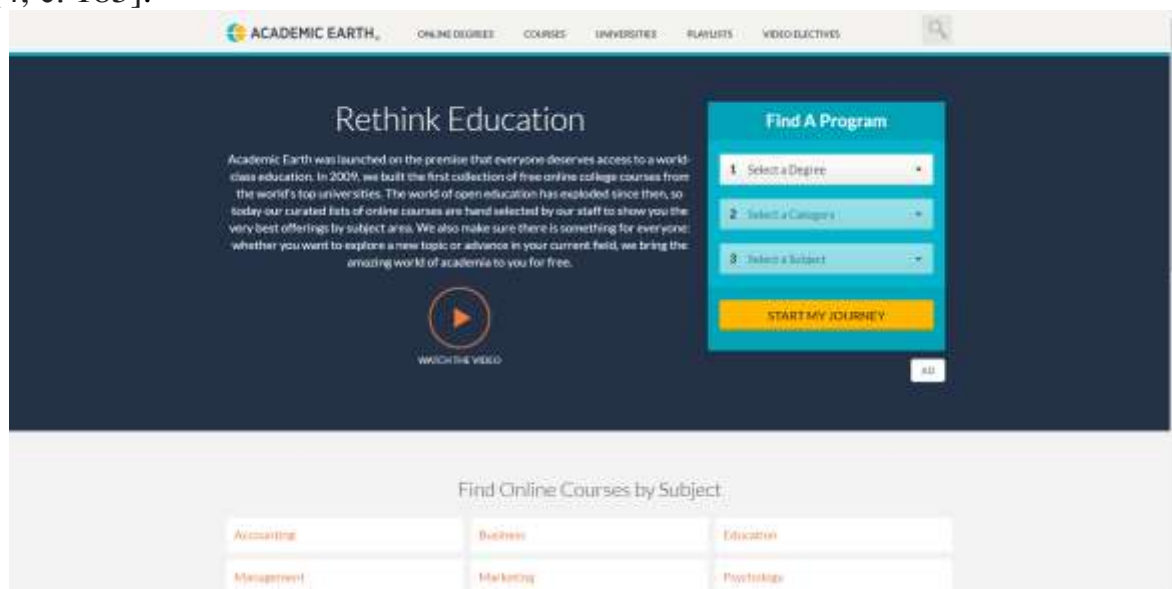 [4, с. 183].
ACADEMIC EARTH
ONLINE DEGREES COURSES UNIVERSITIES PLAYLISTS VIDEO ELECTIVES
Rethink Education
Academic Earth was launched on the premise that everyone deserves access to a world-
class education. In 2009, we built the first collection of free online college courses from
the world's top universities. The world of open education has exploded since then, so
today our curated lists of online courses are hand selected by our staff to show you the
very best offerings by subject area. We also make sure there is something for everyone:
whether you want to explore a new topic or advance in your current field, we bring the
amazing world of academia to you for free.
WATCH THE VIDEO
Find A Program
1 Select a Degree
2 Select a Category
3 Select a Subject
START MY JOURNEY
AD
Find Online Courses by Subject
Accounting Business Education
Management Marketing Psychology